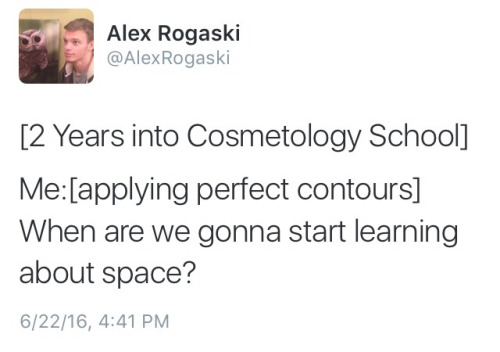 Alex Rogaski
@AlexRogaski
[2 Years into Cosmetology School]
Me:[applying perfect contours]
When are we gonna start learning
about space?
6/22/16, 4:41 PM